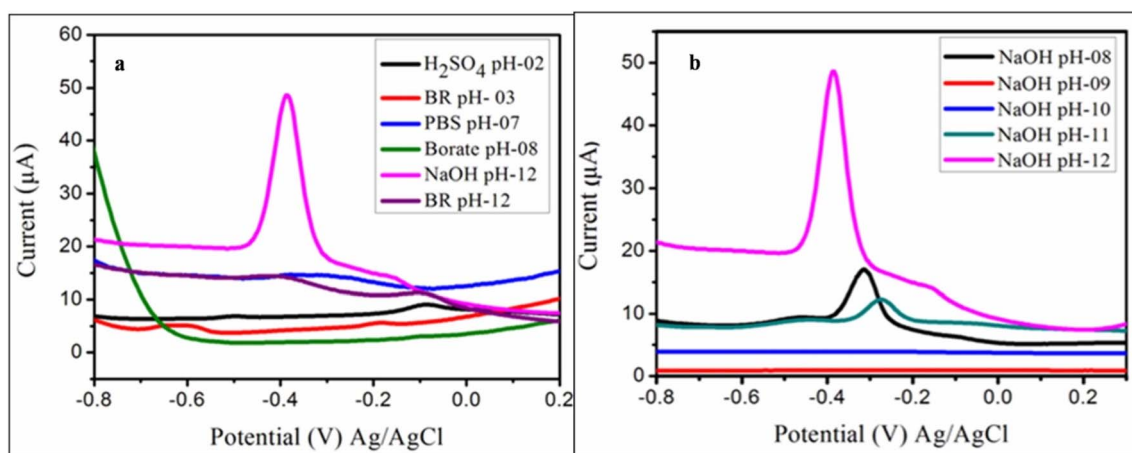 a
60
50
40
30
20
10
0
Current (µA)
H₂SO₄ pH-02
BR pH- 03
PBS pH-07
Borate pH-08
NaOH pH-12
BR pH-12
-0.8 -0.6 -0.4 -0.2 0.0 0.2
Potential (V) Ag/AgCl
b
50
40
30
20
10
0
Current (µA)
NaOH pH-08
NaOH pH-09
NaOH pH-10
NaOH pH-11
NaOH pH-12
-0.8 -0.6 -0.4 -0.2 0.0 0.2
Potential (V) Ag/AgCl